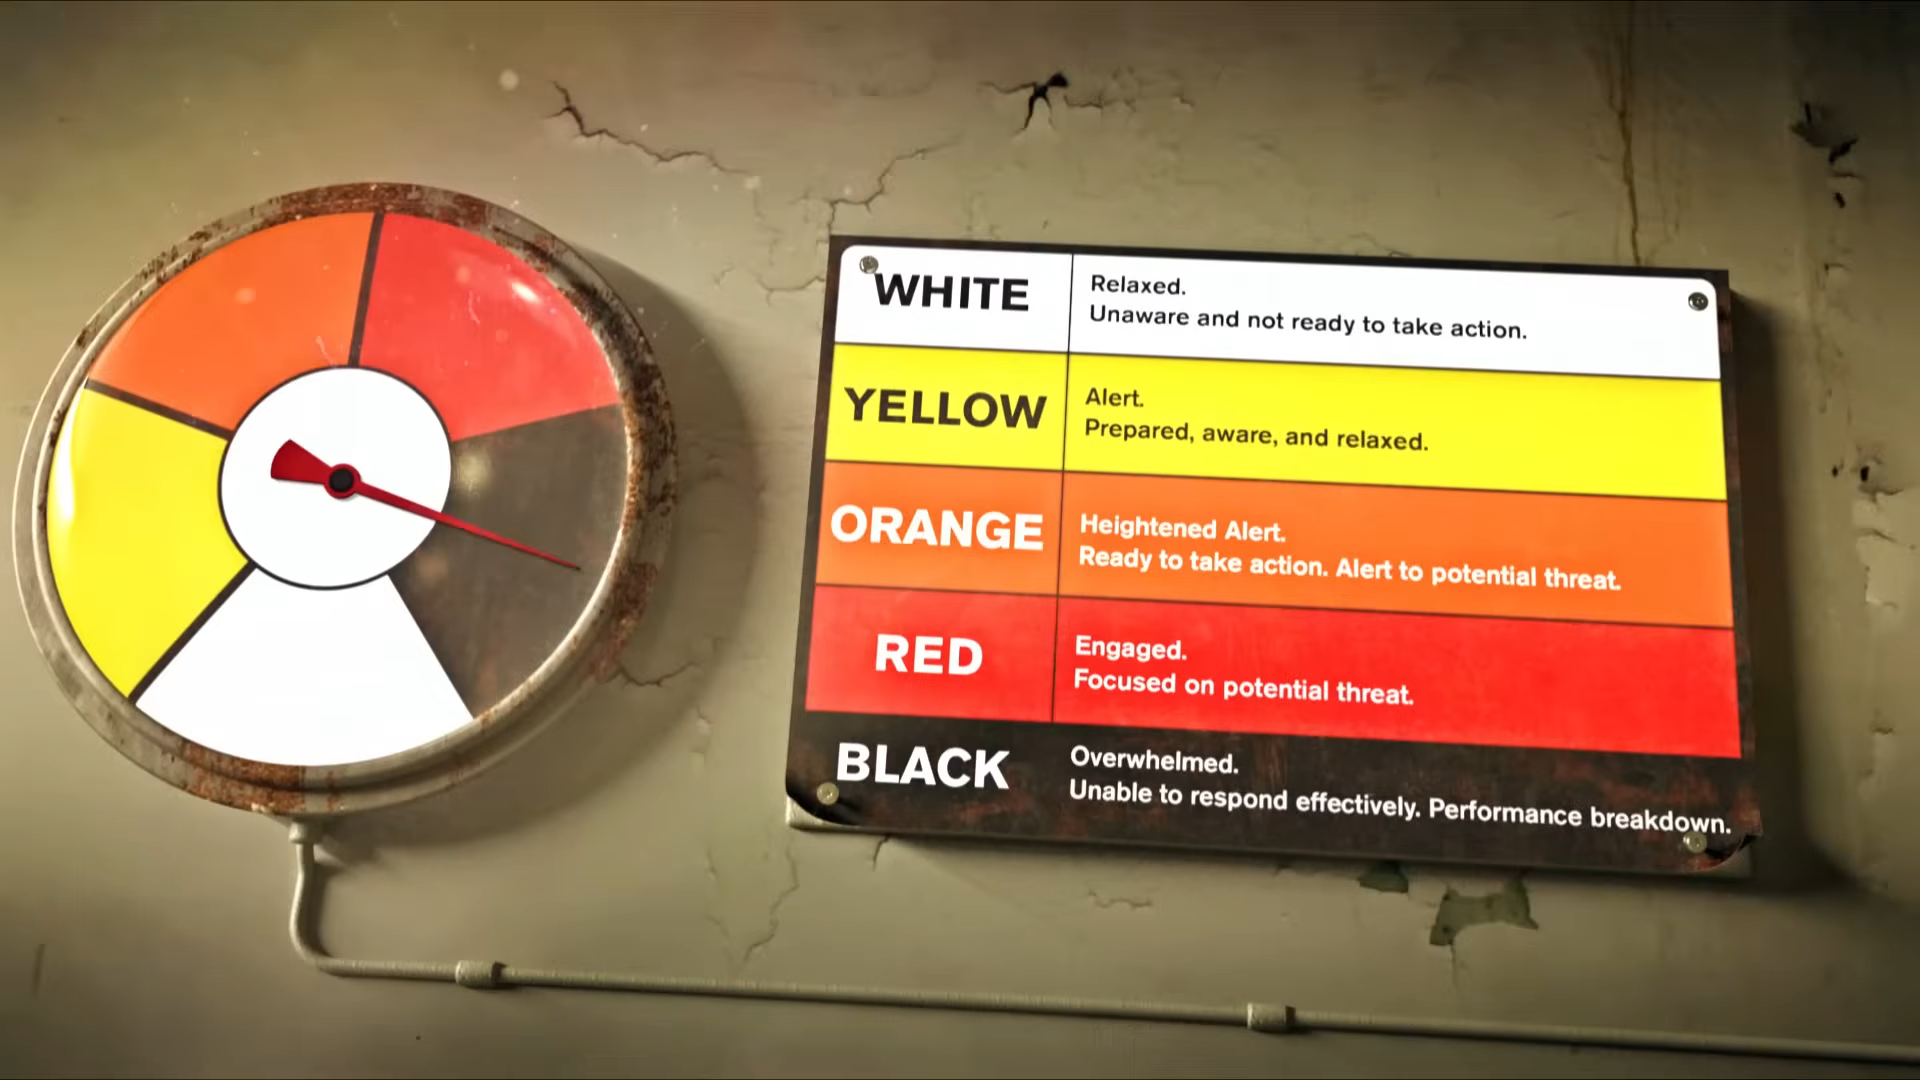 WHITE
Relaxed.
Unaware and not ready to take action.
YELLOW
Alert.
Prepared, aware, and relaxed.
ORANGE
Heightened Alert.
Ready to take action. Alert to potential threat.
RED
Engaged.
Focused on potential threat.
BLACK
Overwhelmed.
Unable to respond effectively. Performance breakdown.